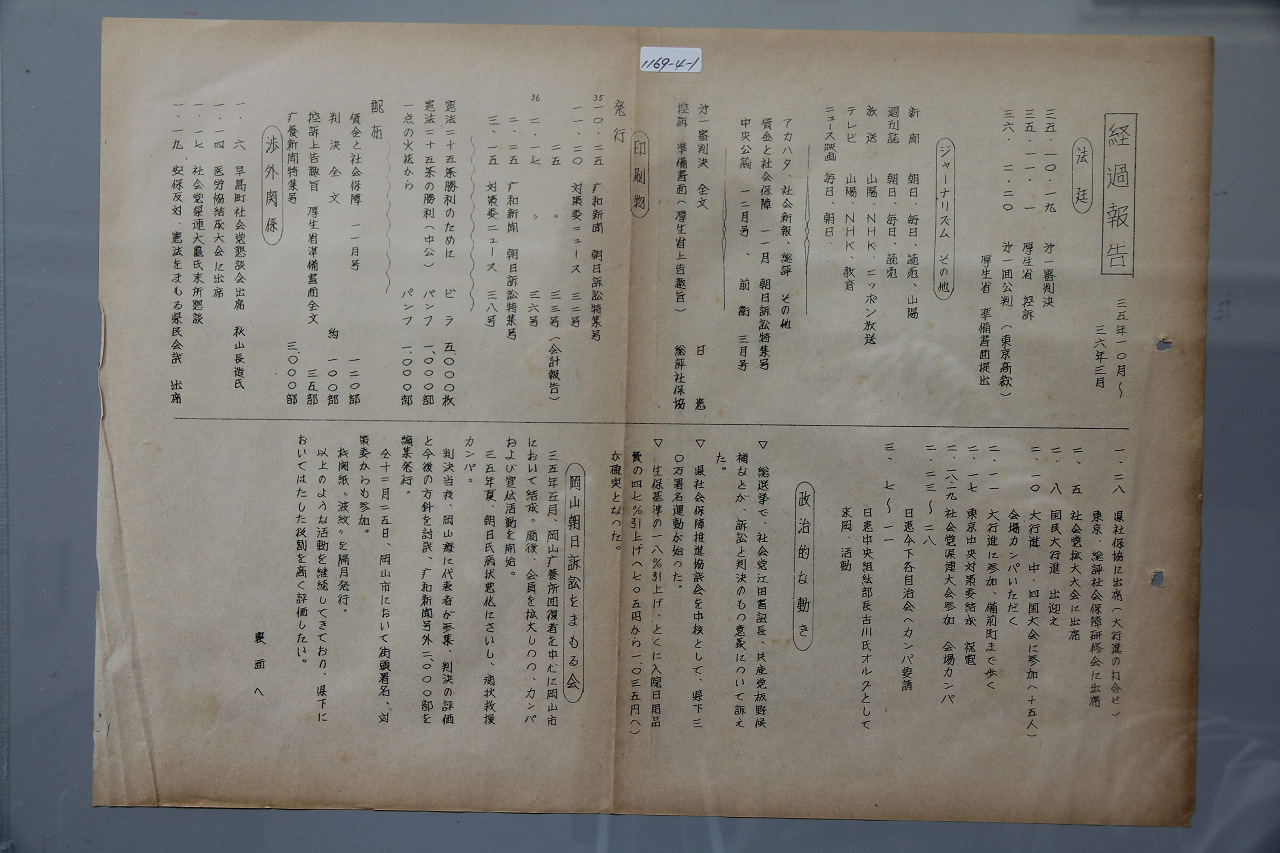 1169-4-1
経過報告
三五年一〇月〜
三六年三月
法廷
三五、一〇、一九 才一審判決
三五、一一、一 厚生省 控訴
三六、二、二〇 才一回公判(東京高裁)
厚生省 準備書面提出
ジャーナリズム その他
新聞 朝日、毎日、読売、山陽
週刊誌 朝日、毎日、読売
放送 山陽、NHK、ニッポン放送
テレビ 山陽、NHK、教育
ニュース映画 毎日、朝日、
アカハタ、社会新報、総評 その他
賃金と社会保障 一一月 朝日訴訟特集号
中央公論 一二月号、前衛 三月号
才一審判決 全文 日患
控訴 準備書面(厚生省上告趣旨) 総評社保協
印刷物
発行
35
一〇、二五 疒和新聞 朝日訴訟特集号
一一、二〇 対策委ニュース 三二号
二五 〃 三三号(会計報告)
36
二、一七 〃 三六号
二、二五 疒和新聞 朝日訴訟特集号
三、一五 対策委ニュース 三八号
憲法二十五条勝利のために ビラ 五、〇〇〇枚
憲法二十五条の勝利(中公) パンフ 一、〇〇〇部
一点の火花から パンフ 一、〇〇〇部
配布
賃金と社会保障 一一月号 一二〇部
判決全文 約一〇〇部
控訴上告趣旨 厚生省準備書面全文 三五部
疒養新聞特集号 三、〇〇〇部
渉外関係
一、六 早島町社会党懇談会出席 秋山長造氏
一、一四 医労協結成大会に出席
一、一七 社会党県連大亀氏来所懇談
一、一九、安保反対 憲法をまもる県民会議 出席
一、二八 県社保協に出席(大行進の打合せ)
東京、総評社会保障研修会に出席
二、五 社会党拡大大会に出席
二、八 国民大行進 出迎え
二、一〇 大行進、中、四国大会に参加(十五人)
会場カンパいただく
二、一一 大行進に参加、備前町まで歩く
二、一七 東京中央対策委結成 祝電
二、二八、二九 社会党県連大会参加 会場カンパ
二、二三〜二八
日患今下各自治会へカンパ要請
三、七〜一一
日患中央組織部長古川氏オルグとして
来岡、活動
政治的な動き
▽ 総選挙で、社会党江田書記長、共産党板野候
補などが、訴訟と判決のもつ意義について訴え
た。
▽ 県社会保障推進協議会を中核として、県下三
〇万署名運動が始った。
▽ 生保基準の一八%引上げ、とくに入院日用品
費の四七%引上げ(七〇五円から一、〇三五円へ)
が確実となった。
岡山朝日訴訟をまもる会
三五年五月、岡山疒養所回復者を中心に岡山市
において結成。爾後、会員を拡大しつつ、カンパ
および宣伝活動を開始。
三五年夏、朝日氏病状悪化にさいし、病状救援
カンパ。
判決当夜、岡山療に代表者が参集、判決の評価
と今後の方針を討議、疒和新聞号外二、〇〇〇部を
編集発行。
仝十二月二五日、岡山市において街頭署名、対
策委からも参加。
機関紙〝波紋〟を隔月発行。
以上のような活動を継続してきており、県下に
おいてはたした役割を高く評価したい。
裏面へ